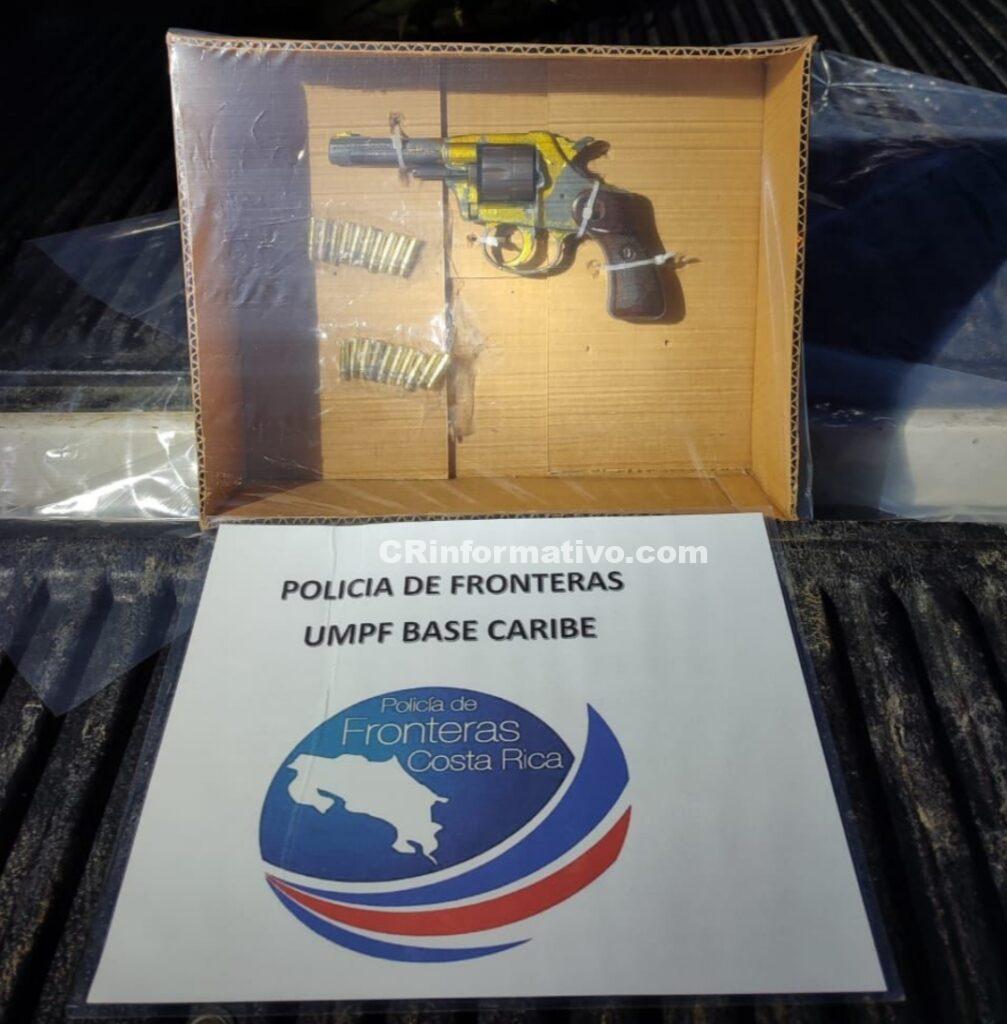 CRinformativo.com
POLICIA DE FRONTERAS
UMPF BASE CARIBE
Policía de
Fronteras
Costa Rica